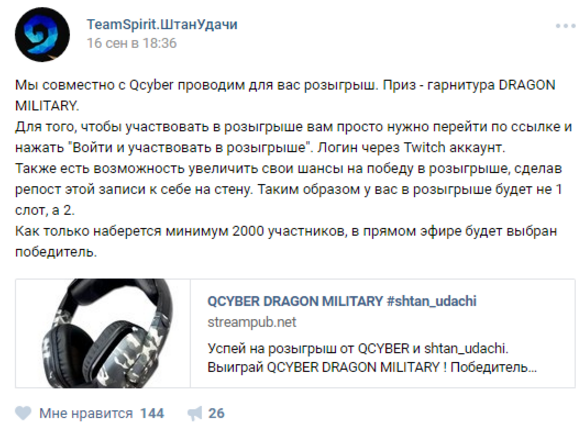 TeamSpirit.ШтанУдачи
16 сен в 18:36
Мы совместно с Qcyber проводим для вас розыгрыш. Приз - гарнитура DRAGON
MILITARY.
Для того, чтобы участвовать в розыгрыше вам просто нужно перейти по ссылке и
нажать "Войти и участвовать в розыгрыше". Логин через Twitch аккаунт.
Также есть возможность увеличить свои шансы на победу в розыгрыше, сделав
репост этой записи к себе на стену. Таким образом у вас в розыгрыше будет не 1
слот, а 2.
Как только наберется минимум 2000 участников, в прямом эфире будет выбран
победитель.
QCYBER DRAGON MILITARY #shtan_udachi
streampub.net
Успей на розыгрыш от QCYBER и shtan_udachi.
Выиграй QCYBER DRAGON MILITARY ! Победитель...
Мне нравится 144 26